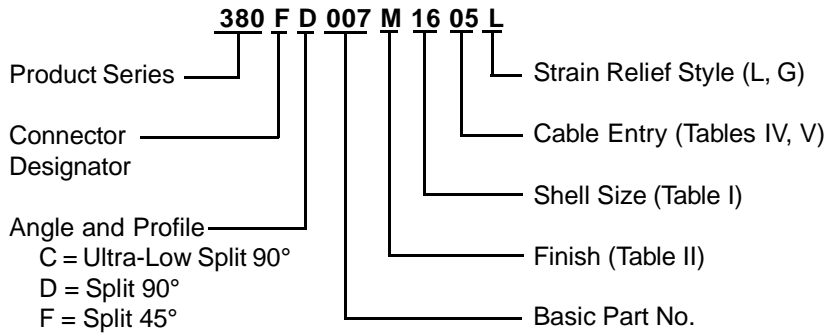 380 F D 007 M 16 05 L
Product Series
Connector
Designator
Angle and Profile
C = Ultra-Low Split 90°
D = Split 90°
F = Split 45°
Strain Relief Style (L, G)
Cable Entry (Tables IV, V)
Shell Size (Table I)
Finish (Table II)
Basic Part No.